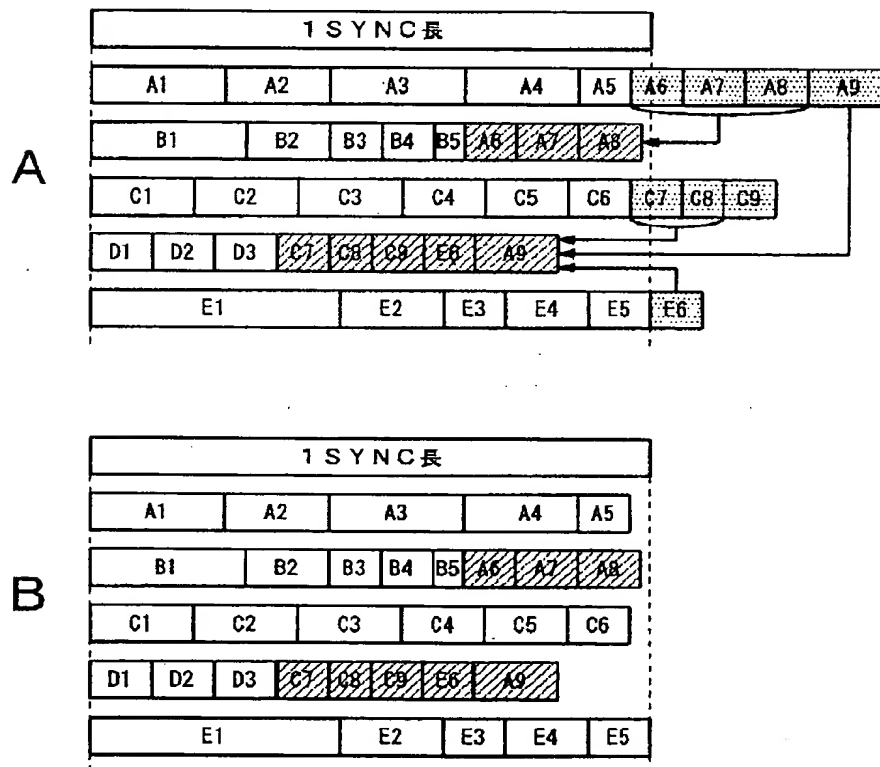 1 SYNC長
A1 A2 A3 A4 A5 A6 A7 A8 A9
B1 B2 B3 B4 B5 A6 A7 A8
A
C1 C2 C3 C4 C5 C6 C7 C8 C9
D1 D2 D3 C7 C8 C9 E6 A9
E1 E2 E3 E4 E5 E6
1 SYNC長
A1 A2 A3 A4 A5
B1 B2 B3 B4 B5 A6 A7 A8
B
C1 C2 C3 C4 C5 C6
D1 D2 D3 C7 C8 C9 E6 A9
E1 E2 E3 E4 E5